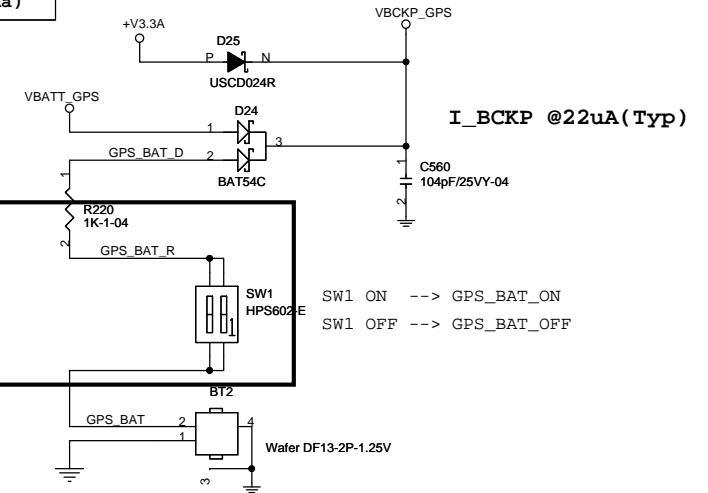 a)
+V3.3A
VBCKP_GPS
D25
P
N
USCD024R
VBATT_GPS
D24
I_BCKP @22uA(Typ)
1
3
GPS_BAT_D
2
BAT54C
1
C560
104pF/25VY-04
2
1
R220
1K-1-04
2
GPS_BAT_R
SW1
HPS602-E
1
SW1 ON --> GPS_BAT_ON
SW1 OFF --> GPS_BAT_OFF
BT2
GPS_BAT
2
4
1
Wafer DF13-2P-1.25V
3